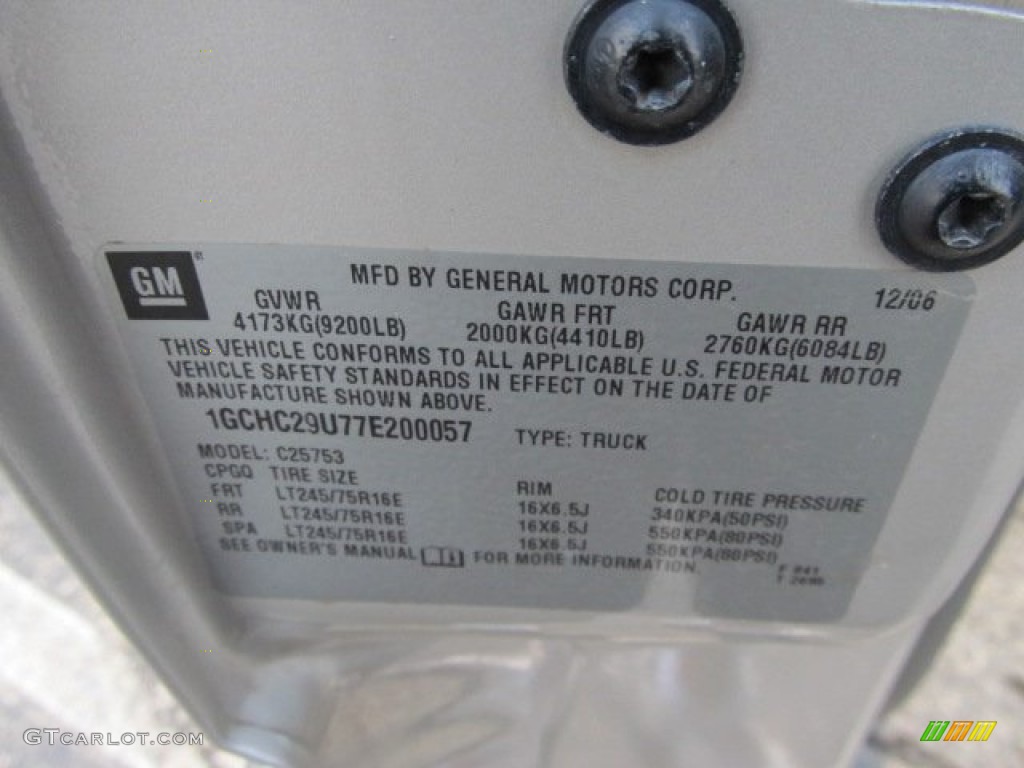 GM
MFD BY GENERAL MOTORS CORP.
12/06
GVWR GAWR FRT GAWR RR
4173KG(9200LB) 2000KG(4410LB) 2760KG(6084LB)
THIS VEHICLE CONFORMS TO ALL APPLICABLE U.S. FEDERAL MOTOR
VEHICLE SAFETY STANDARDS IN EFFECT ON THE DATE OF
MANUFACTURE SHOWN ABOVE.
1GCHC29U77E200057 TYPE: TRUCK
MODEL: C25753
CPGQ TIRE SIZE RIM COLD TIRE PRESSURE
FRT LT245/75R16E 16X6.5J 340KPA(50PSI)
RR LT245/75R16E 16X6.5J 550KPA(80PSI)
SPA LT245/75R16E 16X6.5J 550KPA(80PSI)
SEE OWNER'S MANUAL FOR MORE INFORMATION
GTCARLOT.COM